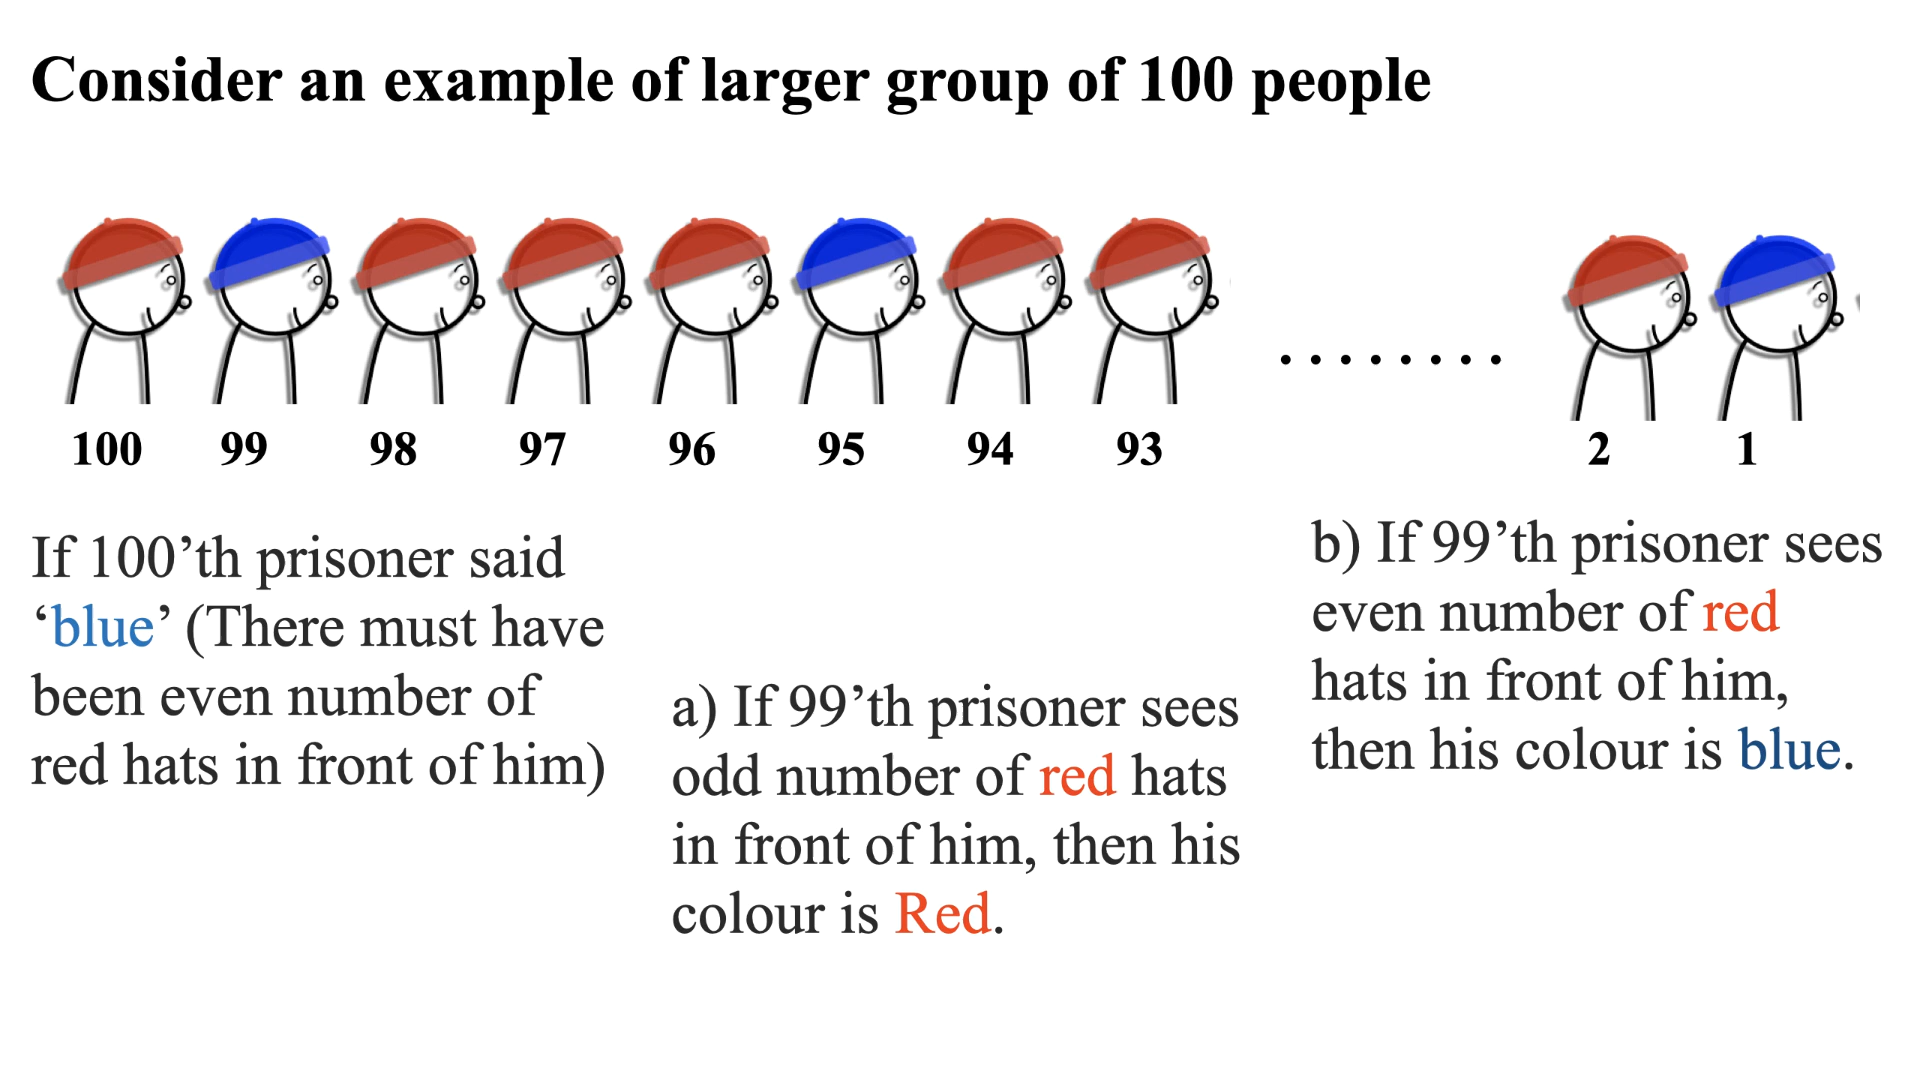 Consider an example of larger group of 100 people
........
100 99 98 97 96 95 94 93 2 1
If 100’th prisoner said
‘blue’ (There must have
been even number of
red hats in front of him)
a) If 99’th prisoner sees
odd number of red hats
in front of him, then his
colour is Red.
b) If 99’th prisoner sees
even number of red
hats in front of him,
then his colour is blue.